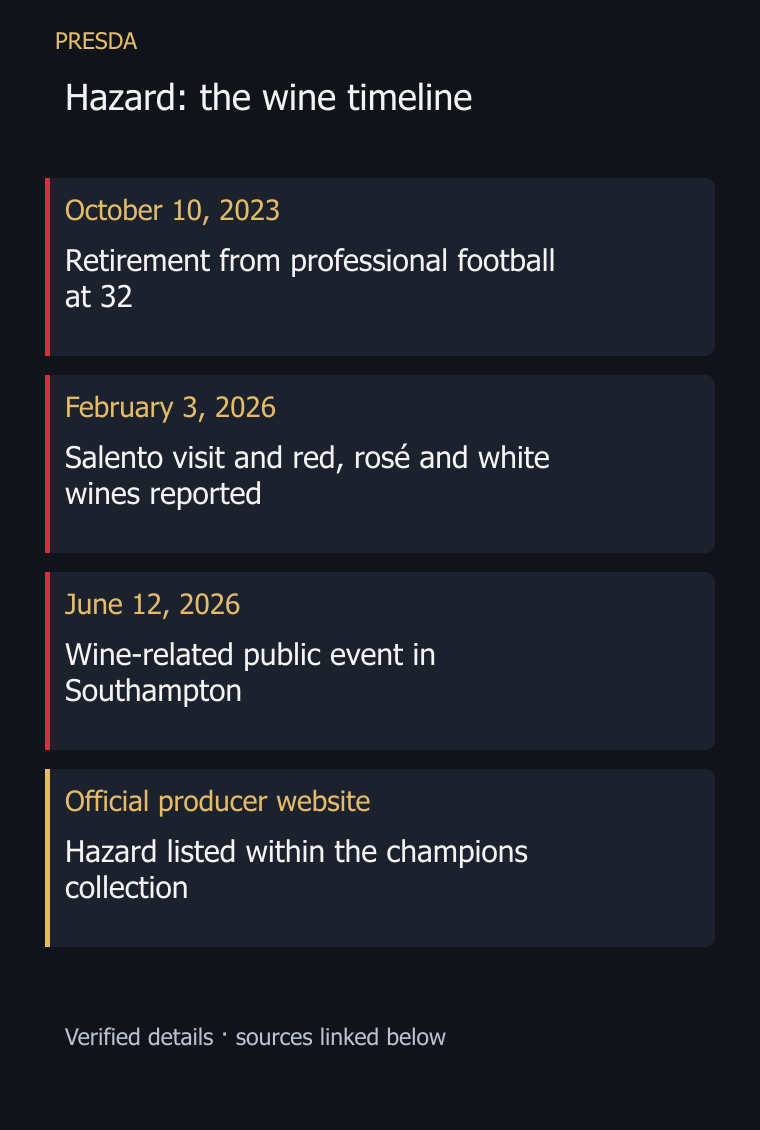 PRESDA
Hazard: the wine timeline
October 10, 2023
Retirement from professional football
at 32
February 3, 2026
Salento visit and red, rosé and white
wines reported
June 12, 2026
Wine-related public event in
Southampton
Official producer website
Hazard listed within the champions
collection
Verified details · sources linked below